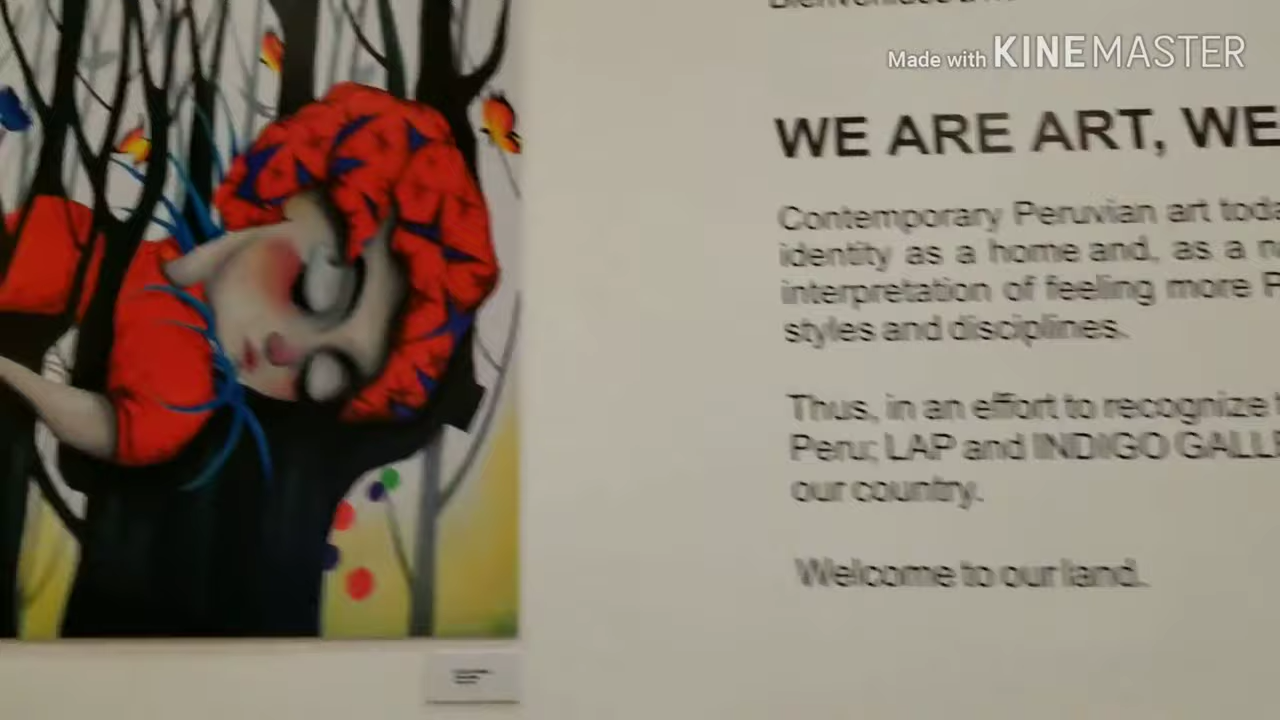 Made with KINEMASTER
WE ARE ART, WE
Contemporary Peruvian art
identity as a home and, as a
interpretation of feeling more
styles and disciplines.
Thus, in an effort to recognize
Peru; LAP and INDIGO
our country.
Welcome to our land.